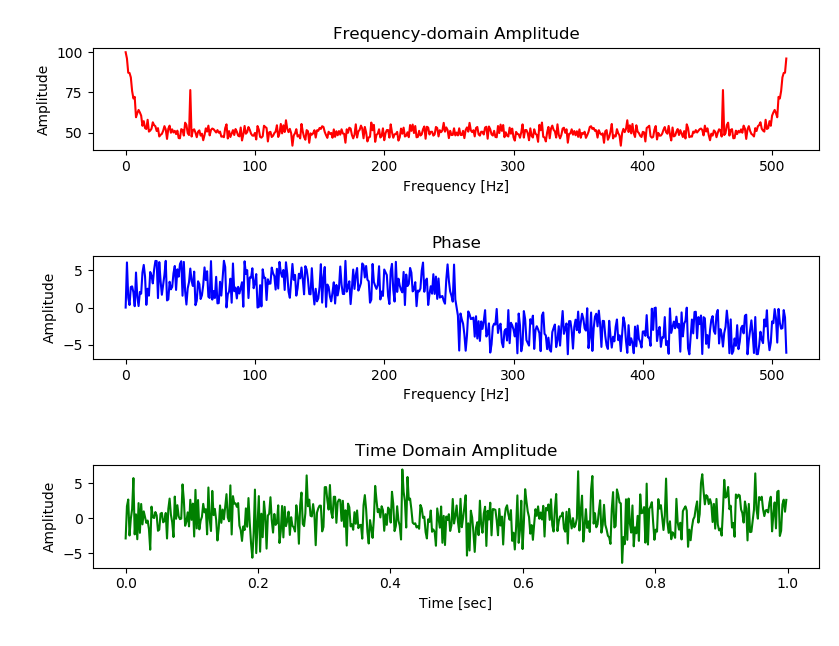 Frequency-domain Amplitude
Amplitude
100
75
50
0 100 200 300 400 500
Frequency [Hz]
Phase
Amplitude
5
0
−5
0 100 200 300 400 500
Frequency [Hz]
Time Domain Amplitude
Amplitude
5
0
−5
0.0 0.2 0.4 0.6 0.8 1.0
Time [sec]